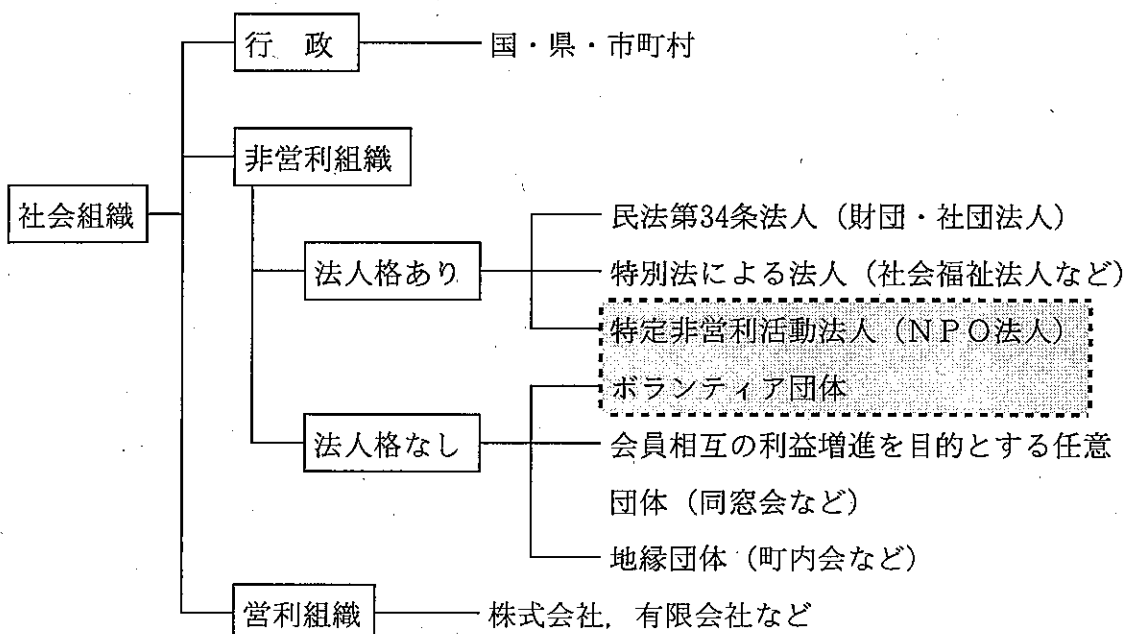 行　政
国・県・市町村
非営利組織
社会組織
民法第34条法人（財団・社団法人）
法人格あり
特別法による法人（社会福祉法人など）
特定非営利活動法人（ＮＰＯ法人）
ボランティア団体
法人格なし
会員相互の利益増進を目的とする任意
団体（同窓会など）
地縁団体（町内会など）
営利組織
株式会社，有限会社など